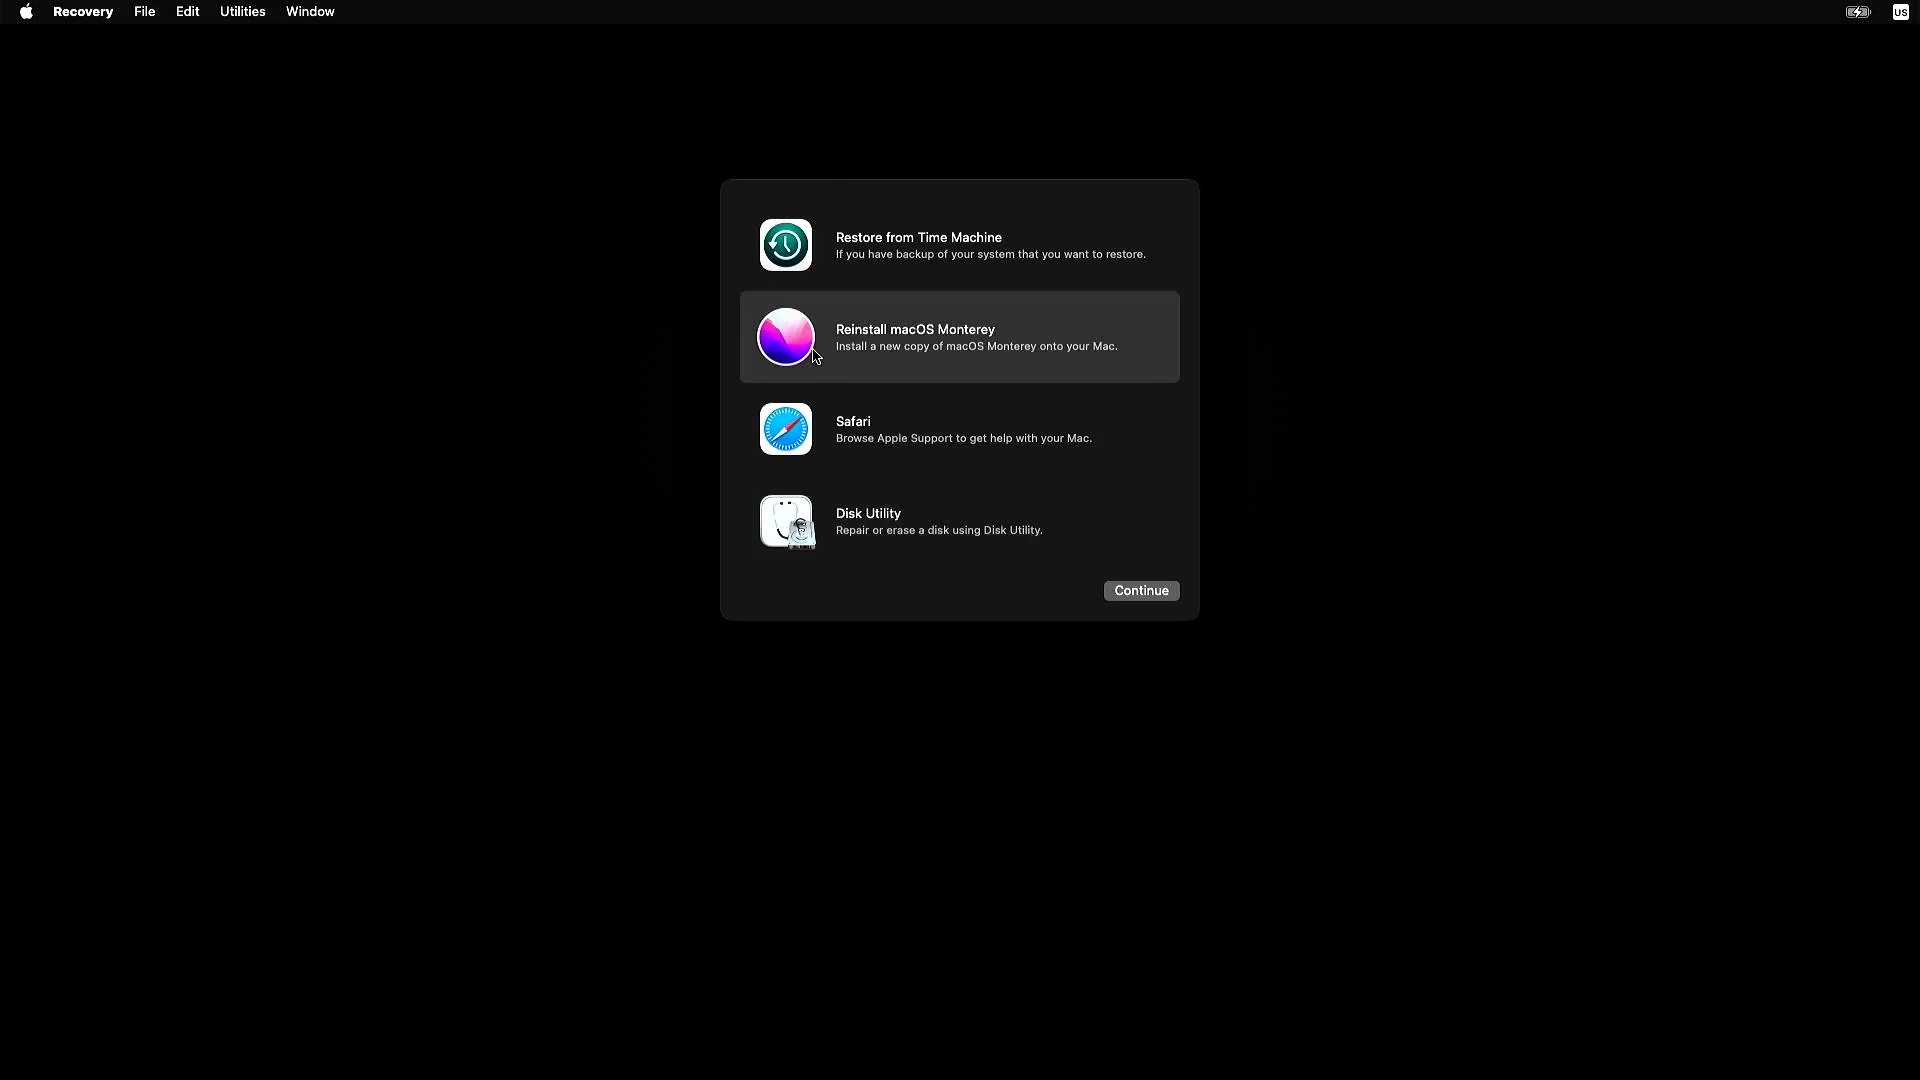 Recovery File Edit Utilities Window US
Restore from Time Machine
If you have backup of your system that you want to restore.
Reinstall macOS Monterey
Install a new copy of macOS Monterey onto your Mac.
Safari
Browse Apple Support to get help with your Mac.
Disk Utility
Repair or erase a disk using Disk Utility.
Continue